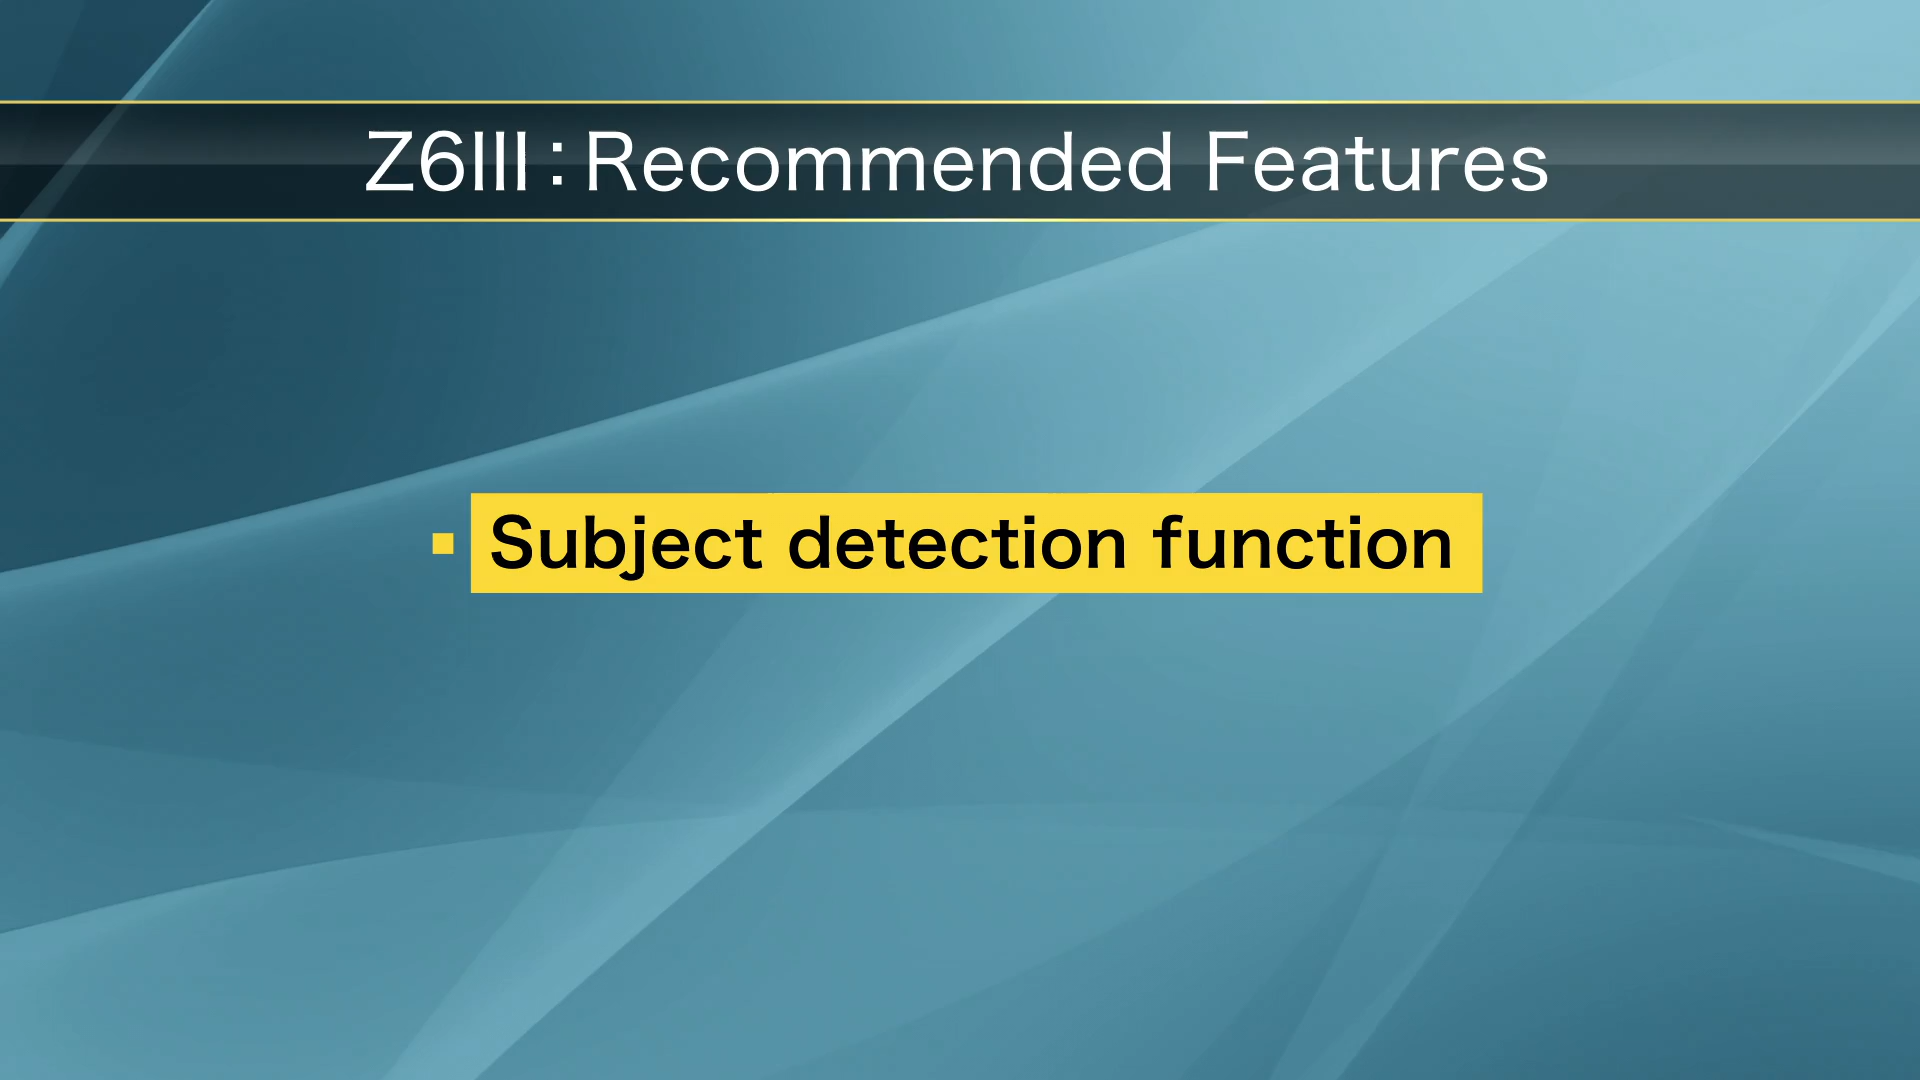 Z6III : Recommended Features
▪ Subject detection function